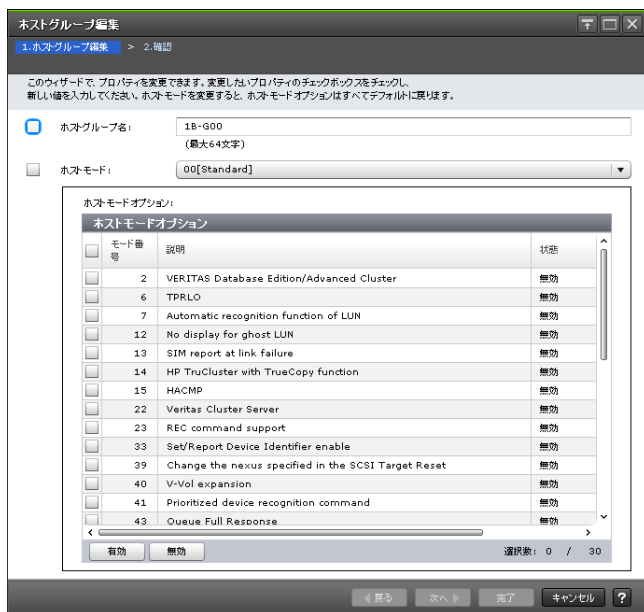 ホストグループ編集
1.ホストグループ編集 > 2.確認
このウィザードで、プロパティを変更できます。変更したいプロパティのチェックボックスをチェックし、
新しい値を入力してください。ホストモードを変更すると、ホストモードオプションはすべてデフォルトに戻ります。
ホストグループ名: 1B-G00
(最大64文字)
ホストモード: 00[Standard]
ホストモードオプション:
ホストモードオプション
モード番号 説明 状態
2 VERITAS Database Edition/Advanced Cluster 無効
6 TPRLO 無効
7 Automatic recognition function of LUN 無効
12 No display for ghost LUN 無効
13 SIM report at link failure 無効
14 HP TruCluster with TrueCopy function 無効
15 HACMP 無効
22 Veritas Cluster Server 無効
23 REC command support 無効
33 Set/Report Device Identifier enable 無効
39 Change the nexus specified in the SCSI Target Reset 無効
40 V-Vol expansion 無効
41 Prioritized device recognition command 無効
43 Queue Full Response 無効
有効 無効 選択数: 0 / 30
戻る 次へ 完了 キャンセル ?